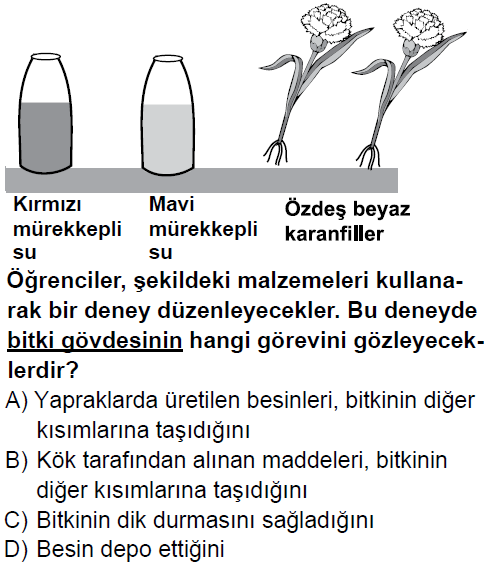 Kırmızı
mürekkepli
su
Mavi
mürekkepli
su
Özdeş beyaz
karanfiller
Öğrenciler, şekildeki malzemeleri kullana-
rak bir deney düzenleyecekler. Bu deneyde
bitki gövdesinin hangi görevini gözleyecek-
lerdir?
A) Yapraklarda üretilen besinleri, bitkinin diğer
kısımlarına taşıdığını
B) Kök tarafından alınan maddeleri, bitkinin
diğer kısımlarına taşıdığını
C) Bitkinin dik durmasını sağladığını
D) Besin depo ettiğini